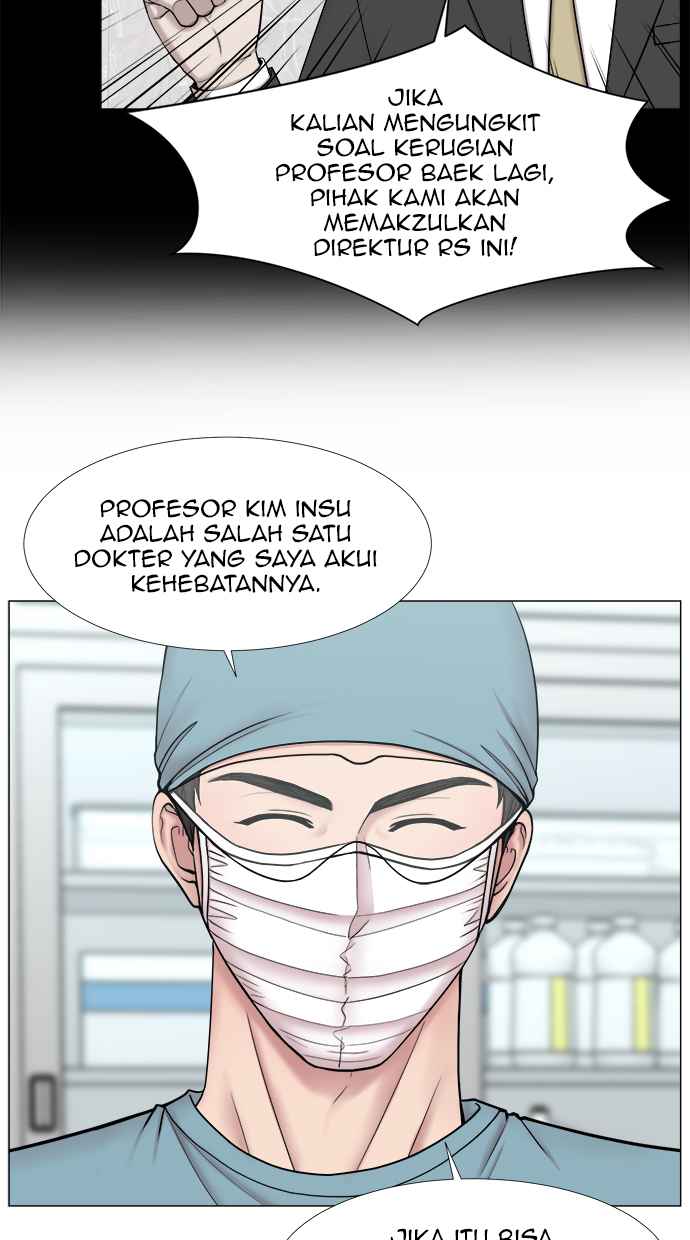 JIKA
KALIAN MENGUNGKIT
SOAL KERUGIAN
PROFESOR BAEK LAGI,
PIHAK KAMI AKAN
MEMAKZULKAN
DIREKTUR RS INI!
PROFESOR KIM INSU
ADALAH SALAH SATU
DOKTER YANG SAYA AKUI
KEHEBATANNYA.
JIKA ITU BISA